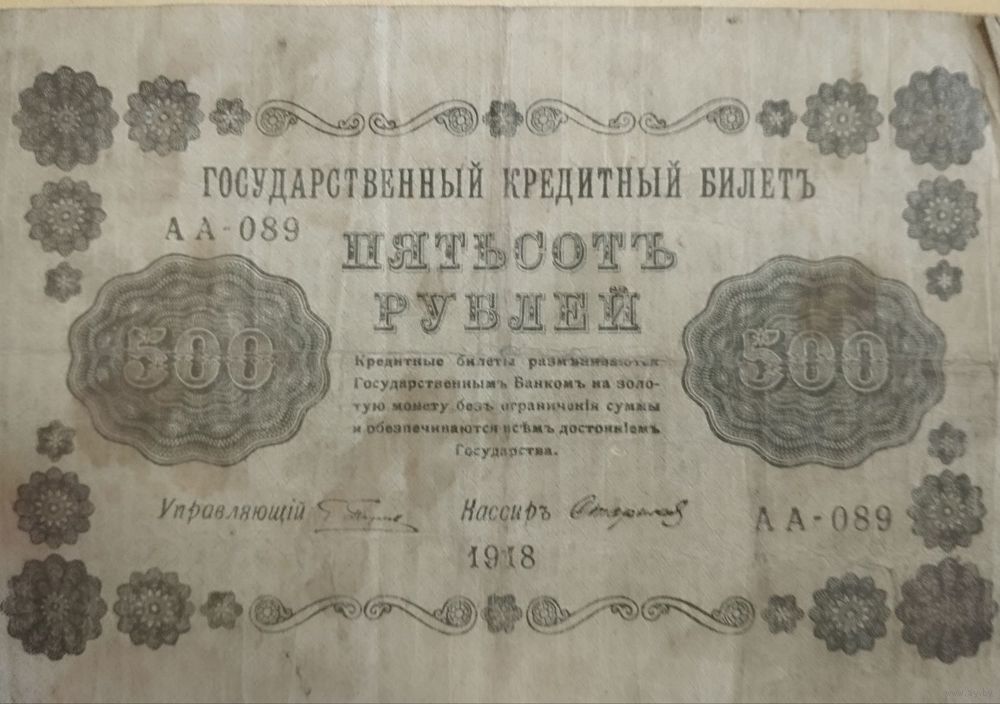 ГОСУДАРСТВЕННЫЙ КРЕДИТНЫЙ БИЛЕТЪ
АА-089
ПЯТЬСОТЪ
РУБЛЕЙ
500
500
Кредитные билеты размѣниваются
Государственнымъ Банкомъ на золо-
тую монету безъ ограниченія суммы
и обезпечиваются всѣмъ достояніемъ
Государства.
Управляющій
Кассиръ
АА-089
1918